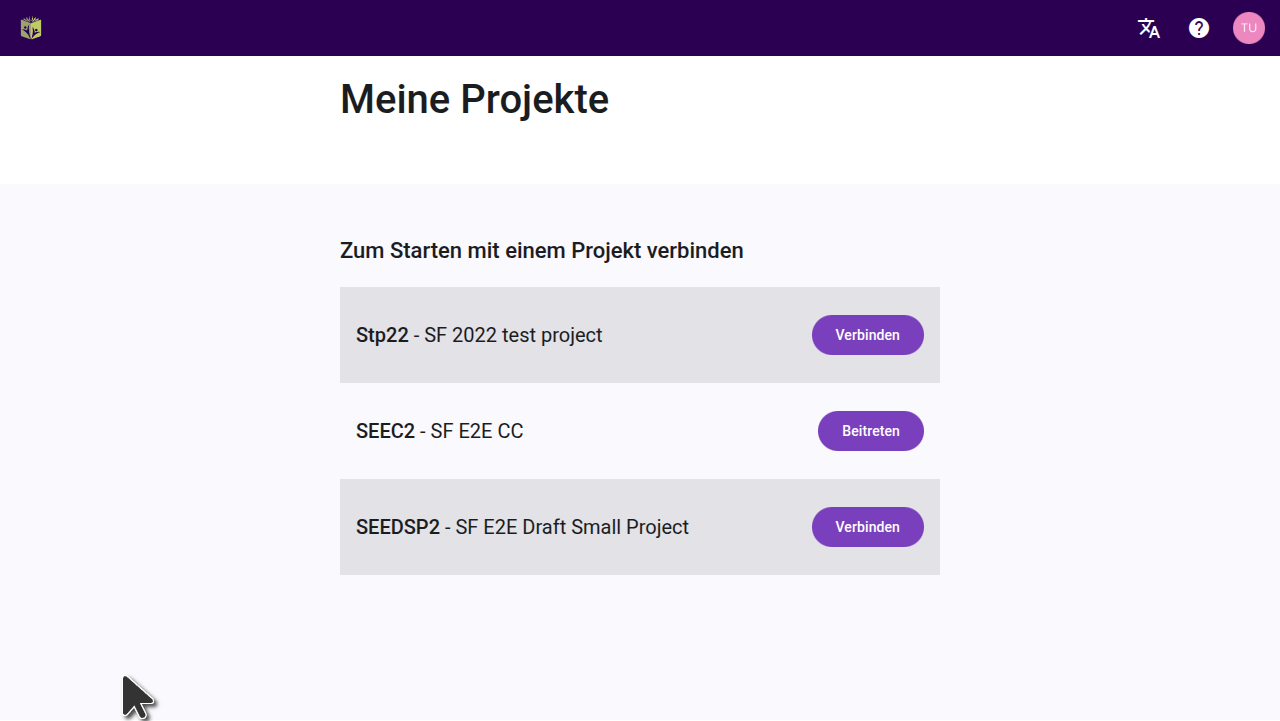 TU
Meine Projekte
Zum Starten mit einem Projekt verbinden
Stp22 - SF 2022 test project
Verbinden
SEEC2 - SF E2E CC
Beitreten
SEEDSP2 - SF E2E Draft Small Project
Verbinden